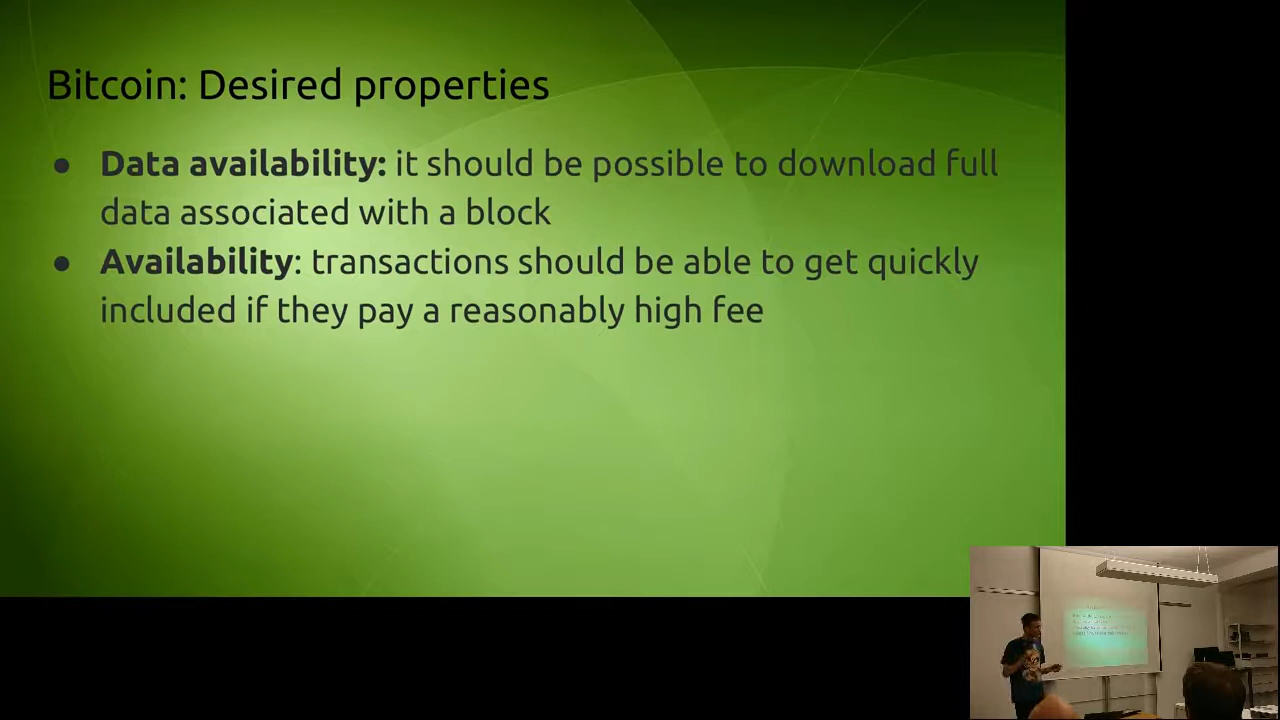 Bitcoin: Desired properties
● Data availability: it should be possible to download full
data associated with a block
● Availability: transactions should be able to get quickly
included if they pay a reasonably high fee